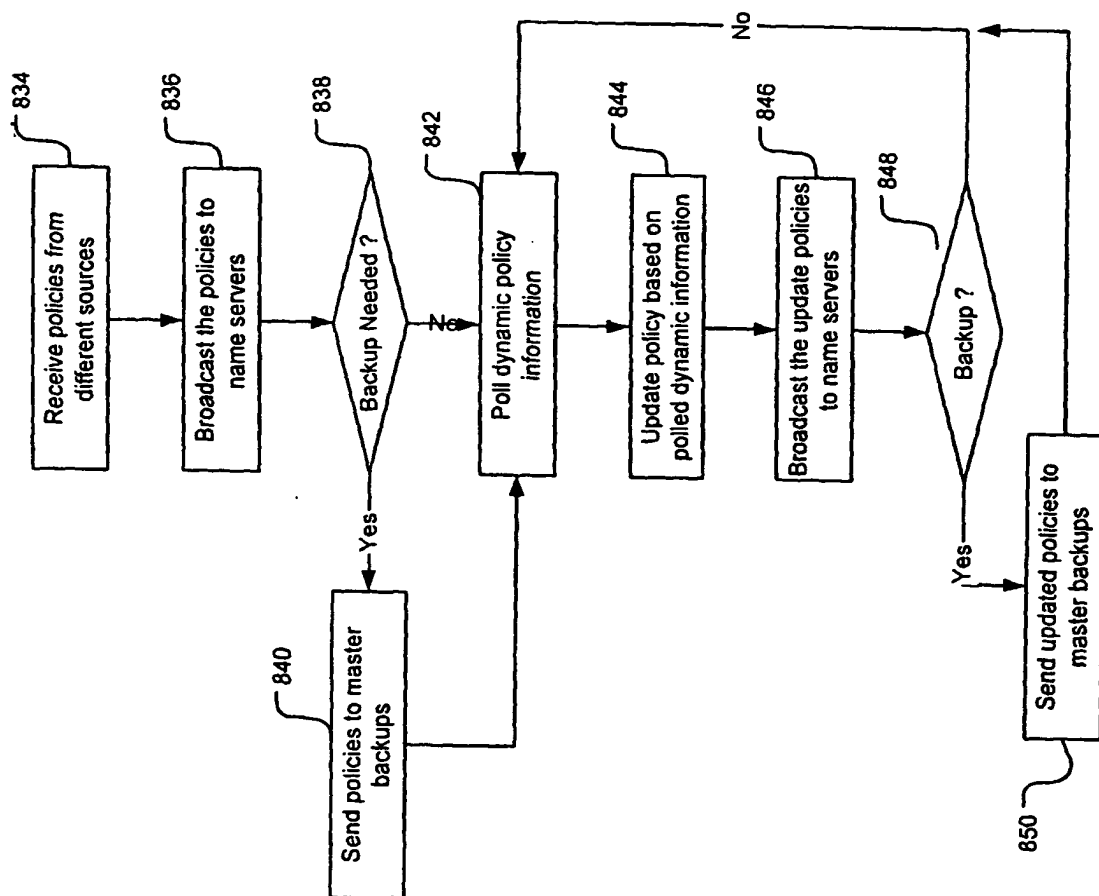 834
Receive policies from
different sources
836
Broadcast the policies to
name servers
838
Backup Needed ?
Yes
No
840
Send policies to master
backups
842
Poll dynamic policy
information
844
Update policy based on
polled dynamic information
846
Broadcast the update policies
to name servers
848
Backup ?
No
Yes
850
Send updated policies to
master backups